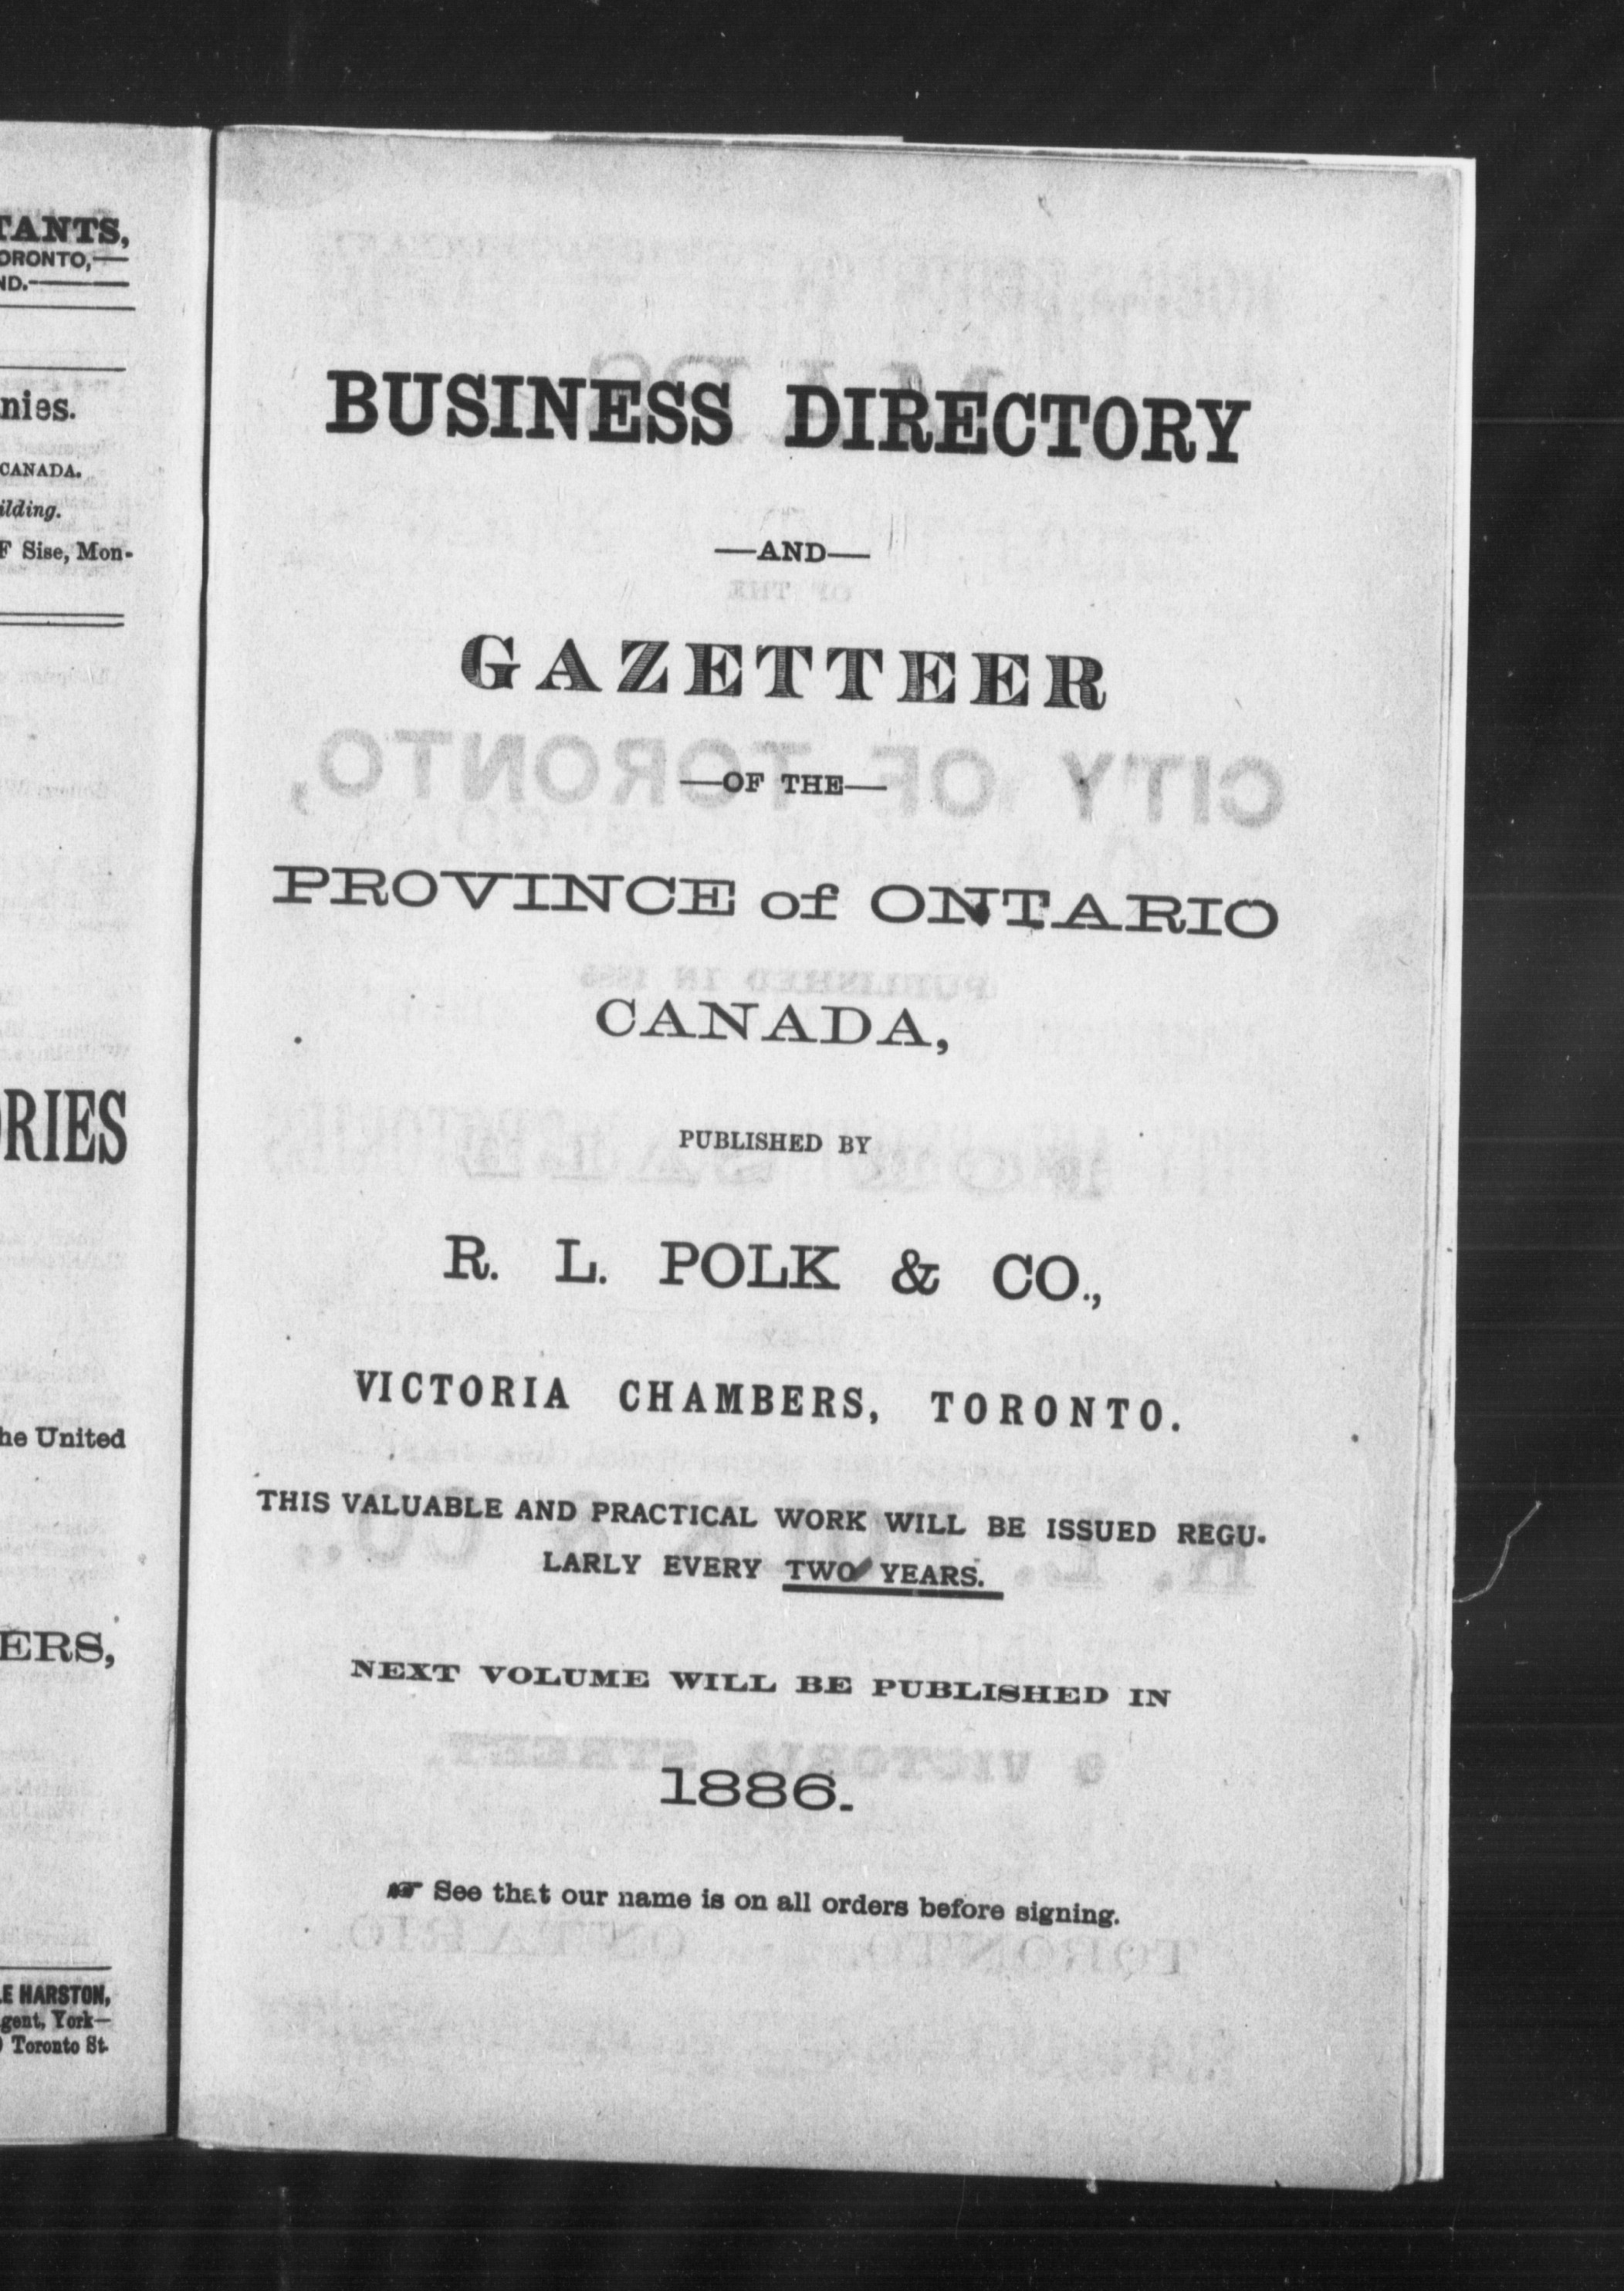 TANTS,
ORONTO,—
ND.—
nies.
CANADA.
ilding.
F Sise, Mon-
ORIES
he United
ERS,
LE HARSTON,
gent, York—
Toronto St.
BUSINESS DIRECTORY
—AND—
GAZETTEER
—OF THE—
PROVINCE of ONTARIO
CANADA,
PUBLISHED BY
R. L. POLK & CO.,
VICTORIA CHAMBERS, TORONTO.
THIS VALUABLE AND PRACTICAL WORK WILL BE ISSUED REGU-
LARLY EVERY TWO YEARS.
NEXT VOLUME WILL BE PUBLISHED IN
1886.
☞ See that our name is on all orders before signing.